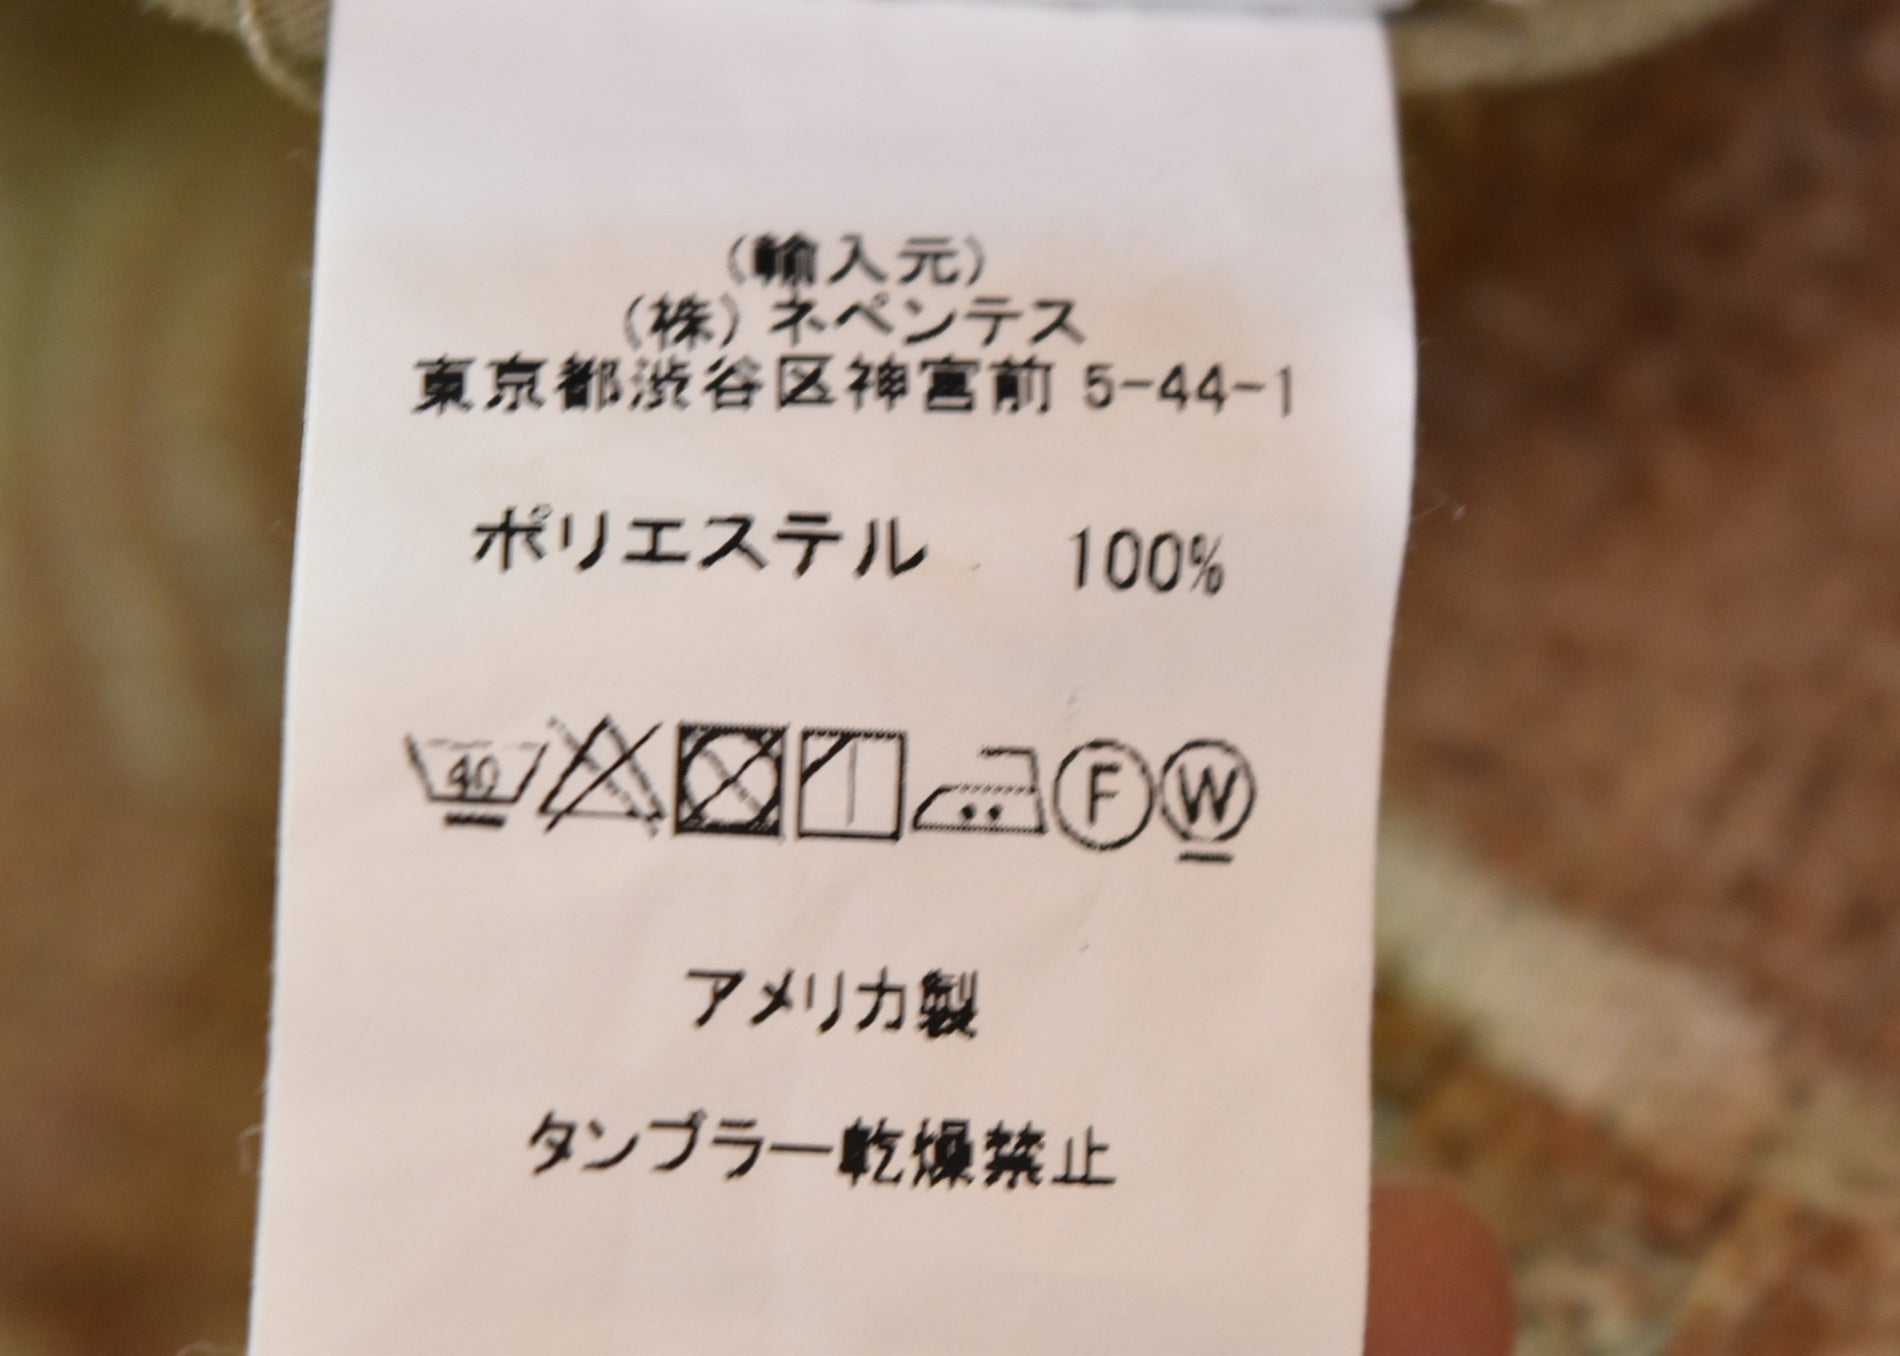 (輸入元)
(株)ネペンテス
東京都渋谷区神宮前 5-44-1
ポリエステル 100%
40 F W
アメリカ製
タンブラー乾燥禁止